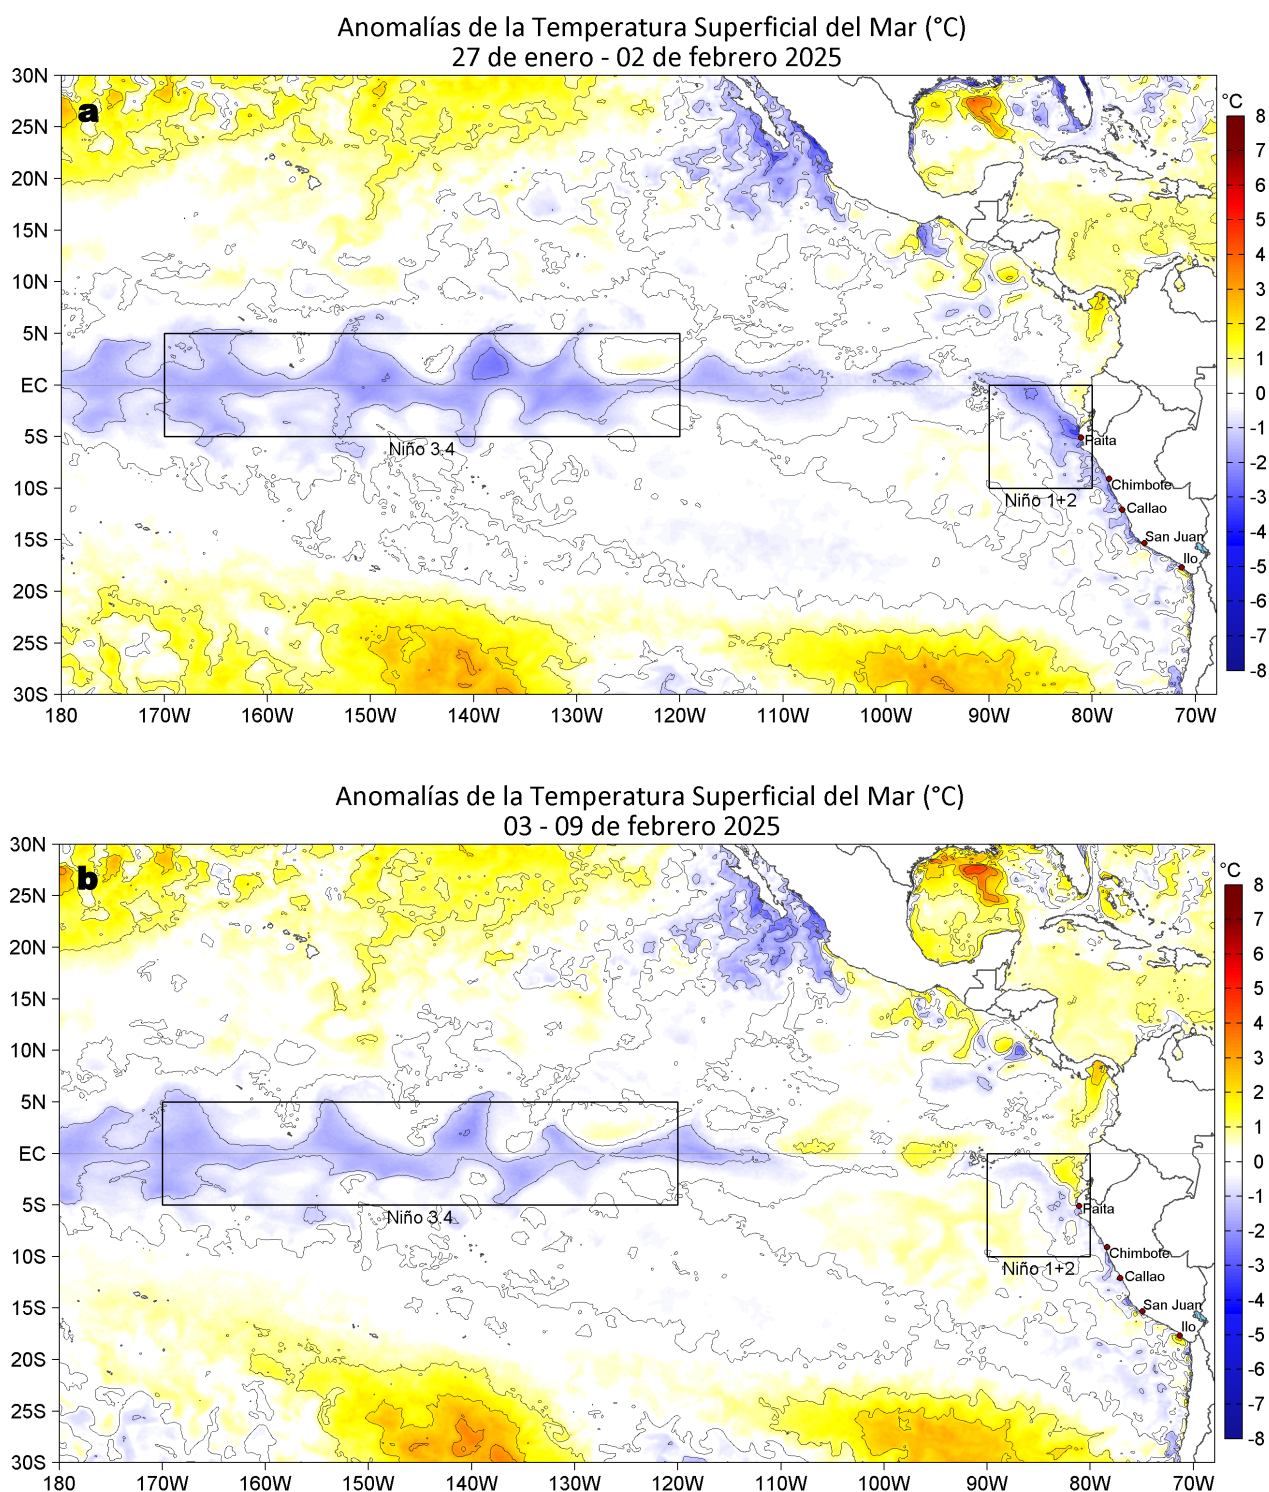 Anomalías de la Temperatura Superficial del Mar (°C)
27 de enero - 02 de febrero 2025
a
30N
25N
20N
15N
10N
5N
EC
5S
10S
15S
20S
25S
30S
180
170W
160W
150W
140W
130W
120W
110W
100W
90W
80W
70W
Niño 3.4
Niño 1+2
Paita
Chimbote
Callao
San Juan
Ilo
°C
8
7
6
5
4
3
2
1
0
-1
-2
-3
-4
-5
-6
-7
-8
Anomalías de la Temperatura Superficial del Mar (°C)
03 - 09 de febrero 2025
b
30N
25N
20N
15N
10N
5N
EC
5S
10S
15S
20S
25S
30S
180
170W
160W
150W
140W
130W
120W
110W
100W
90W
80W
70W
Niño 3.4
Niño 1+2
Paita
Chimbote
Callao
San Juan
Ilo
°C
8
7
6
5
4
3
2
1
0
-1
-2
-3
-4
-5
-6
-7
-8